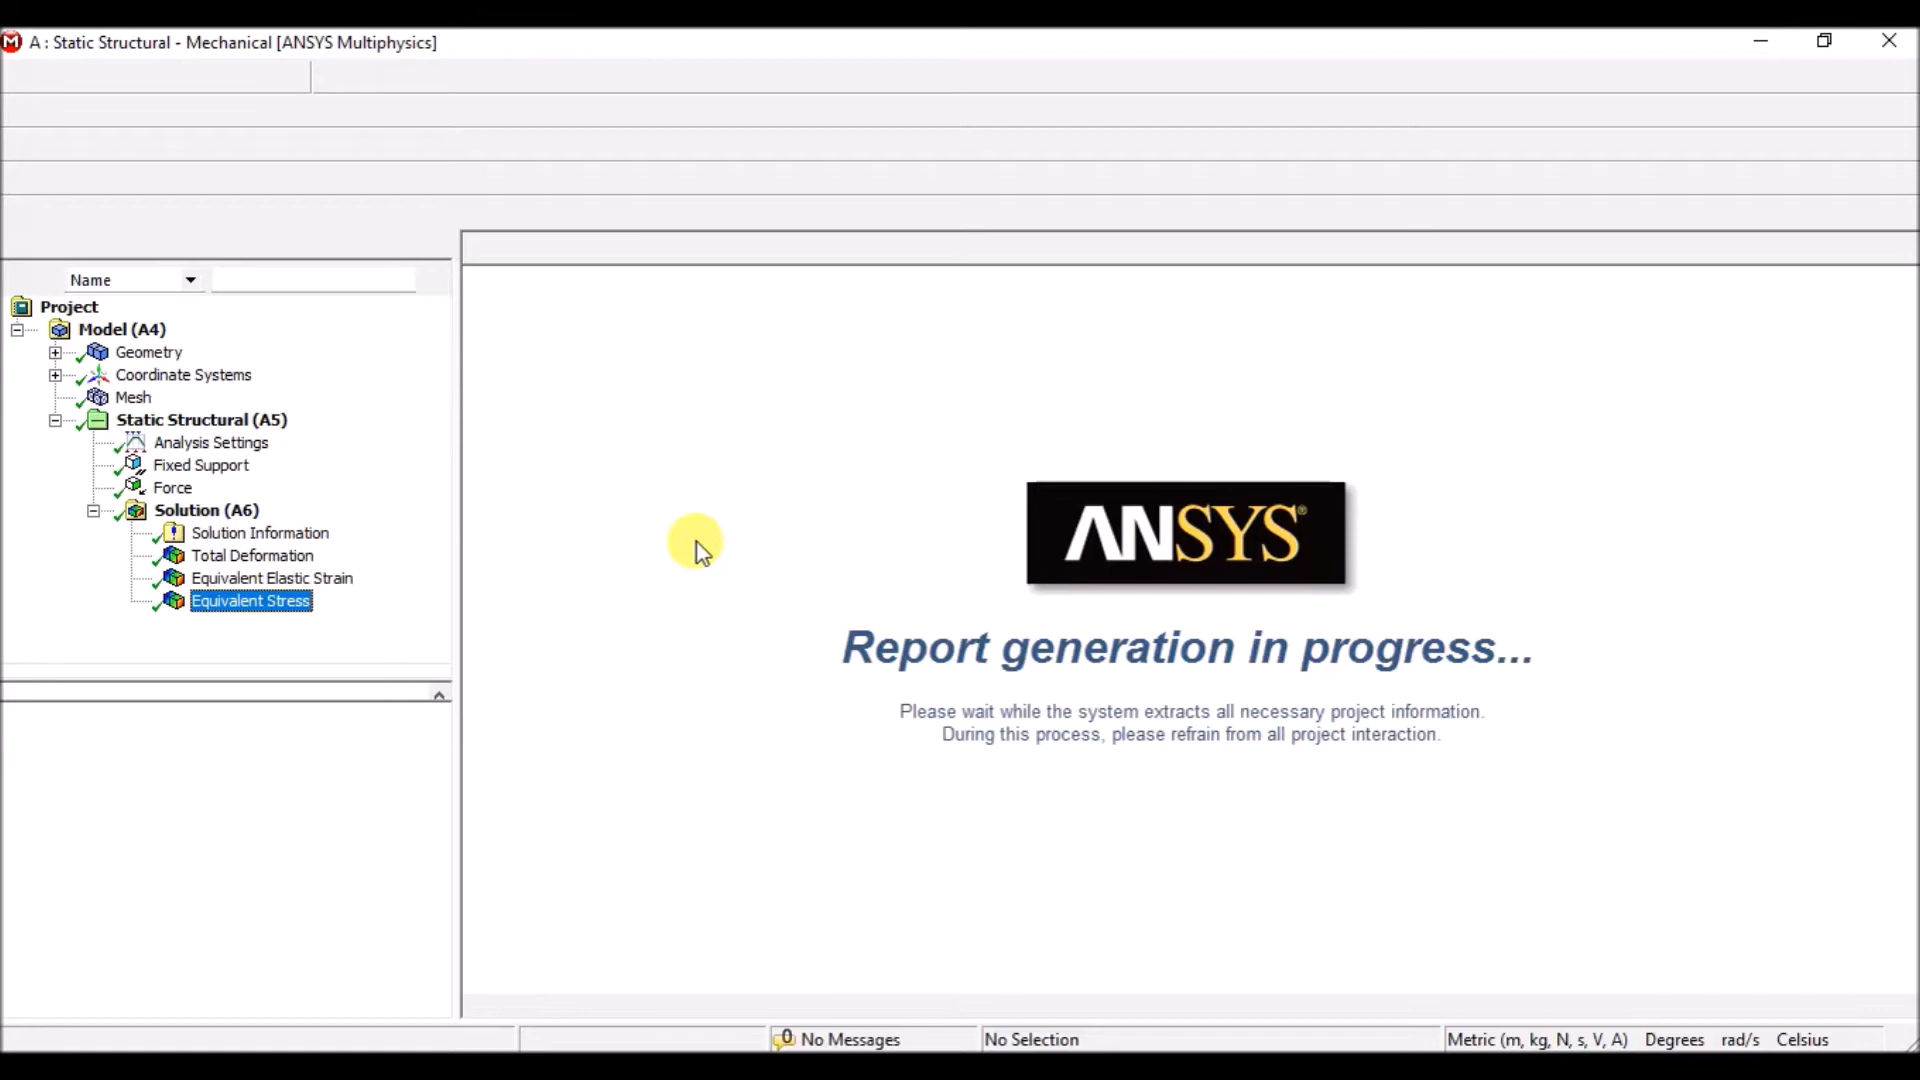 A : Static Structural - Mechanical [ANSYS Multiphysics]
Name
Project
Model (A4)
Geometry
Coordinate Systems
Mesh
Static Structural (A5)
Analysis Settings
Fixed Support
Force
Solution (A6)
Solution Information
Total Deformation
Equivalent Elastic Strain
Equivalent Stress
ANSYS®
Report generation in progress...
Please wait while the system extracts all necessary project information.
During this process, please refrain from all project interaction.
0 No Messages
No Selection
Metric (m, kg, N, s, V, A) Degrees rad/s Celsius